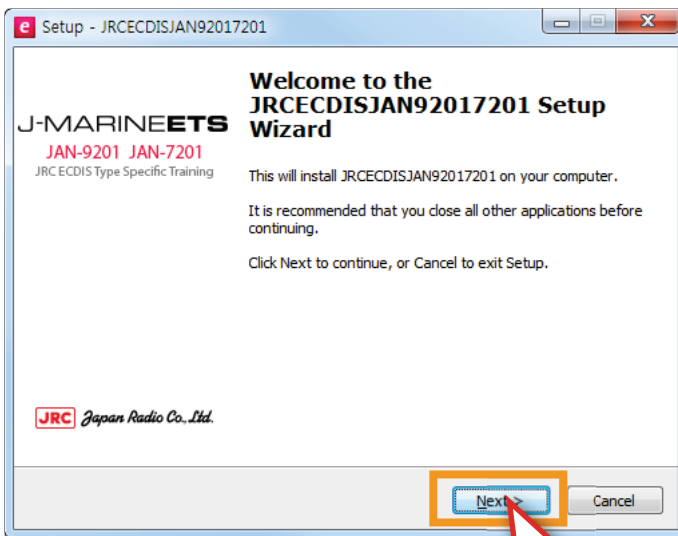 Setup - JRCECDISJAN92017201
Welcome to the
JRCECDISJAN92017201 Setup
Wizard
J-MARINEETS
JAN-9201 JAN-7201
JRC ECDIS Type Specific Training
This will install JRCECDISJAN92017201 on your computer.
It is recommended that you close all other applications before
continuing.
Click Next to continue, or Cancel to exit Setup.
JRC Japan Radio Co., Ltd.
Next >
Cancel